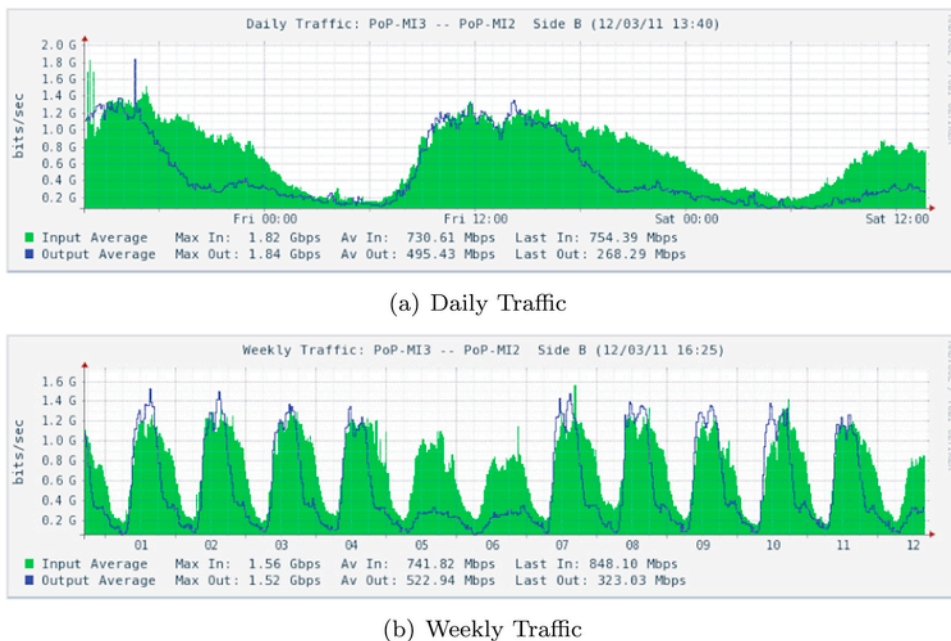 Daily Traffic: PoP-MI3 -- PoP-MI2 Side B (12/03/11 13:40)
2.0 G
1.8 G
1.6 G
1.4 G
1.2 G
1.0 G
0.8 G
0.6 G
0.4 G
0.2 G
bits/sec
Fri 00:00 Fri 12:00 Sat 00:00 Sat 12:00
Input Average Max In: 1.82 Gbps Av In: 730.61 Mbps Last In: 754.39 Mbps
Output Average Max Out: 1.84 Gbps Av Out: 495.43 Mbps Last Out: 268.29 Mbps
(a) Daily Traffic
Weekly Traffic: PoP-MI3 -- PoP-MI2 Side B (12/03/11 16:25)
1.6 G
1.4 G
1.2 G
1.0 G
0.8 G
0.6 G
0.4 G
0.2 G
bits/sec
01 02 03 04 05 06 07 08 09 10 11 12
Input Average Max In: 1.56 Gbps Av In: 741.82 Mbps Last In: 848.10 Mbps
Output Average Max Out: 1.52 Gbps Av Out: 522.94 Mbps Last Out: 323.03 Mbps
(b) Weekly Traffic